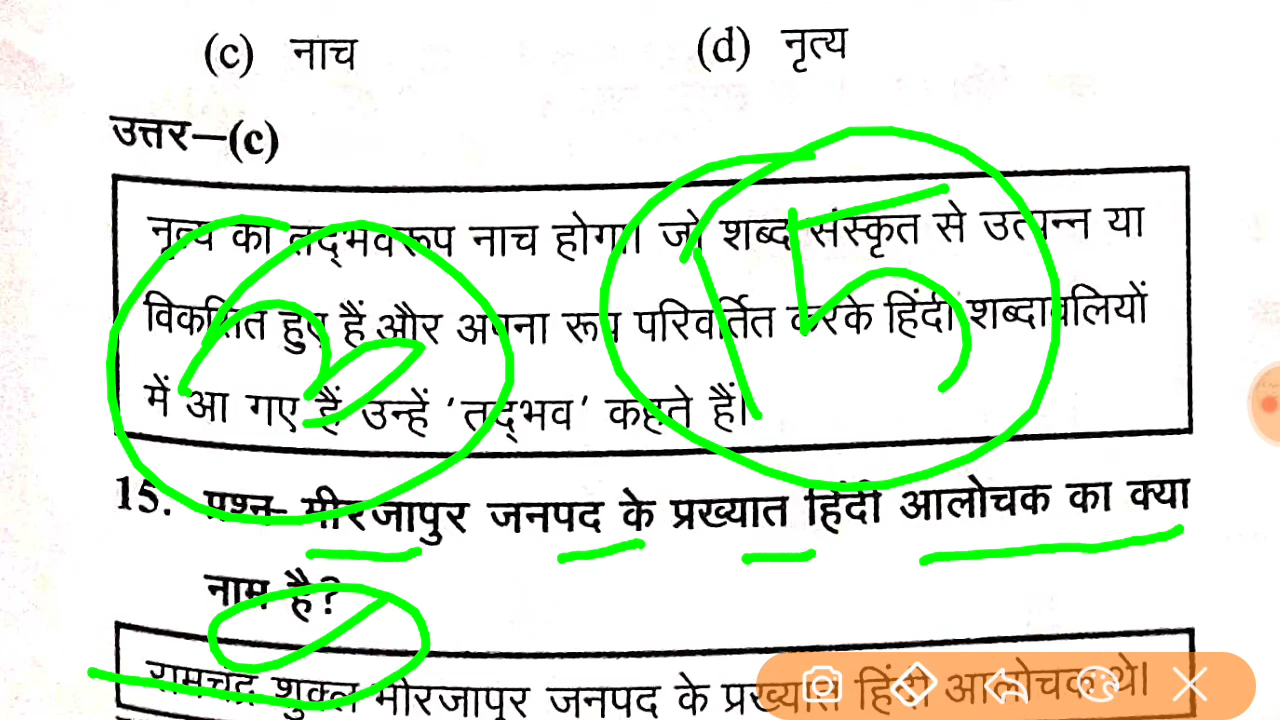 (c) नाच (d) नृत्य
उत्तर–(c)
नृत्य का तद्‌भवरूप नाच होगा। जो शब्द संस्कृत से उत्पन्न या
विकसित हुए हैं और अपना रूप परिवर्तित करके हिंदी शब्दावलियों
में आ गए हैं उन्हें 'तद्‌भव' कहते हैं।
15
15. प्रश्न- मीरजापुर जनपद के प्रख्यात हिंदी आलोचक का क्या
नाम है?
रामचंद्र शुक्ल मीरजापुर जनपद के प्रख्यात हिंदी आलोचक थे।